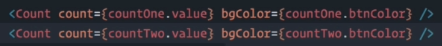 <Count count={countOne.value} bgColor={countOne.btnColor} />
<Count count={countTwo.value} bgColor={countTwo.btnColor} />